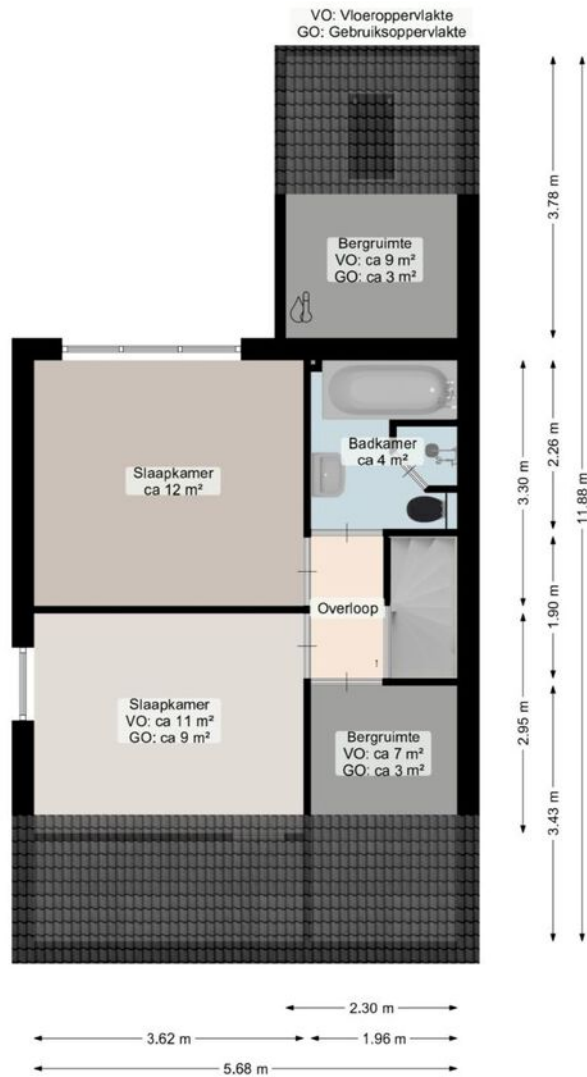 VO: Vloeroppervlakte
GO: Gebruiksoppervlakte
Bergruimte
VO: ca 9 m²
GO: ca 3 m²
3.78 m
11.88 m
Badkamer
ca 4 m²
Slaapkamer
ca 12 m²
3.30 m
2.26 m
Overloop
1.90 m
Slaapkamer
VO: ca 11 m²
GO: ca 9 m²
Bergruimte
VO: ca 7 m²
GO: ca 3 m²
2.95 m
3.43 m
2.30 m
3.62 m
1.96 m
5.68 m